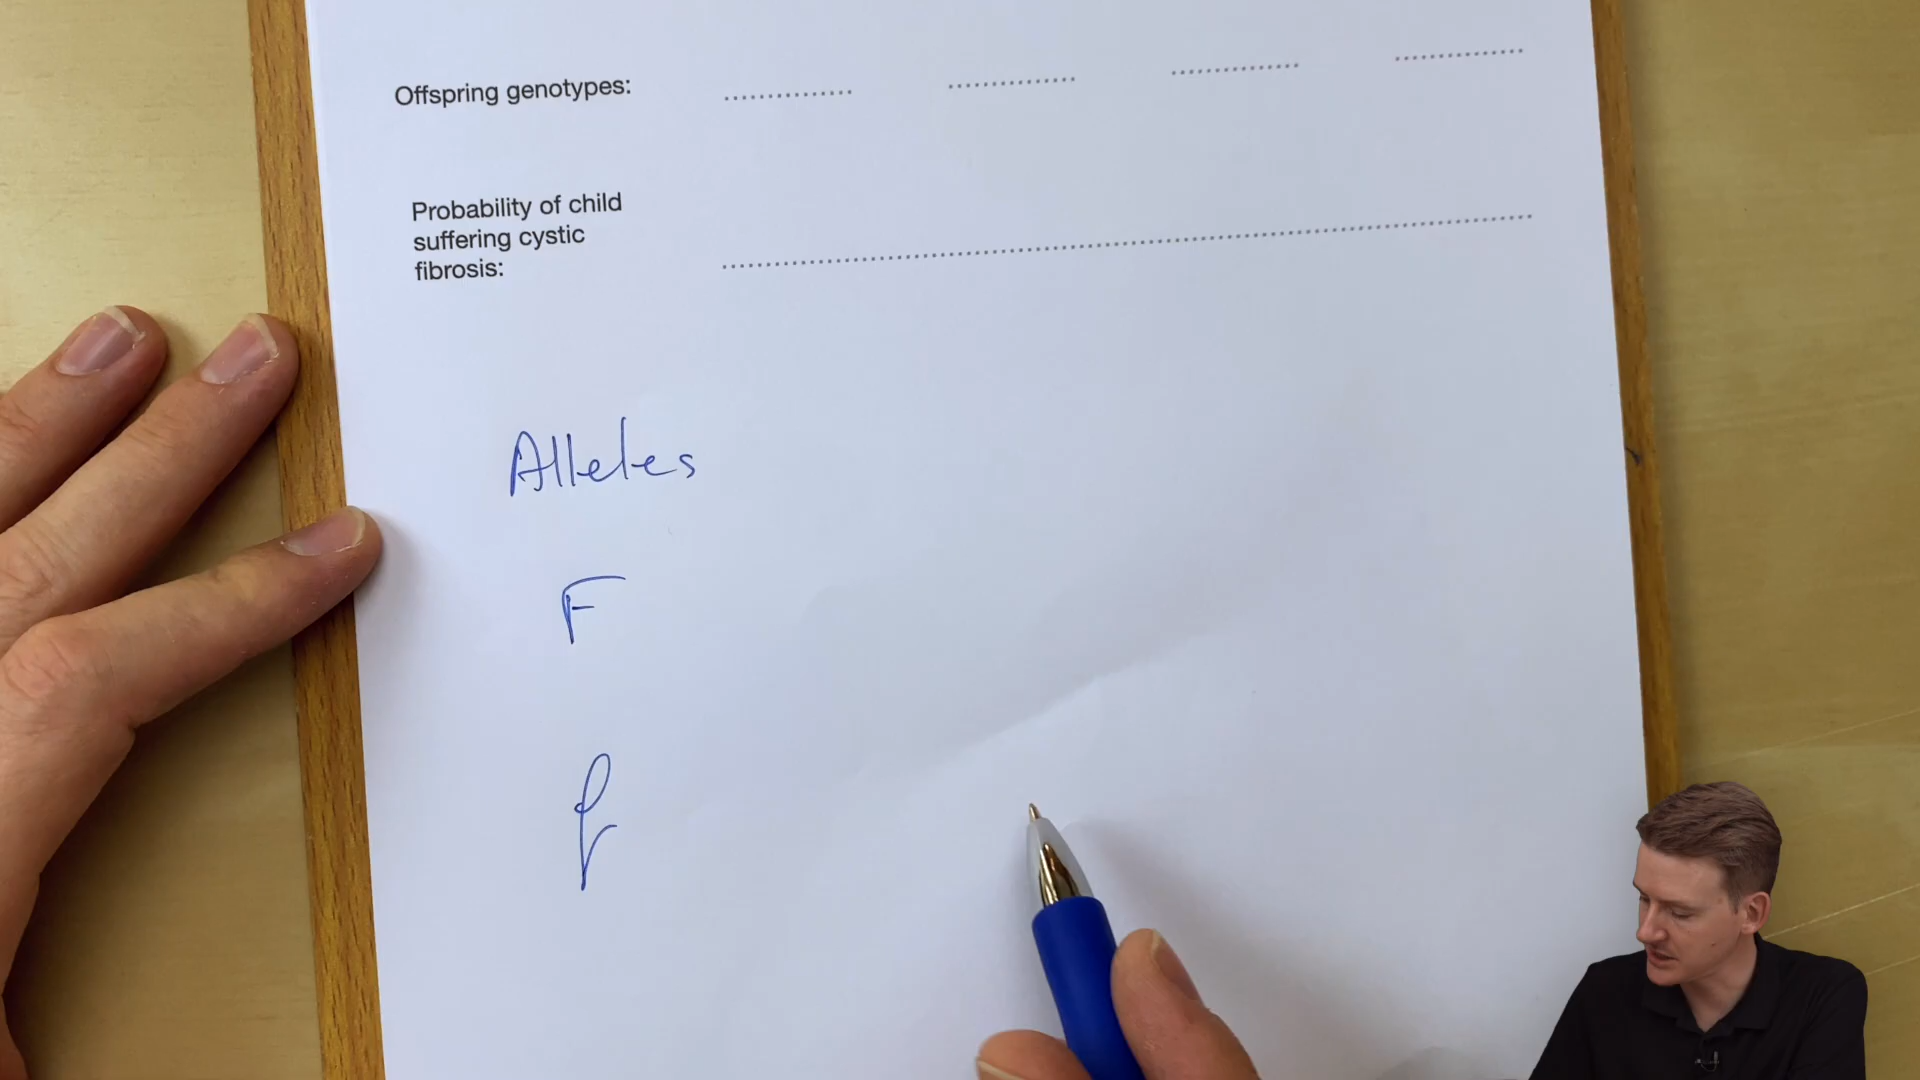 Offspring genotypes: ............... ............... ............... ...............
Probability of child
suffering cystic
fibrosis: ................................................................................
Alleles
F
f